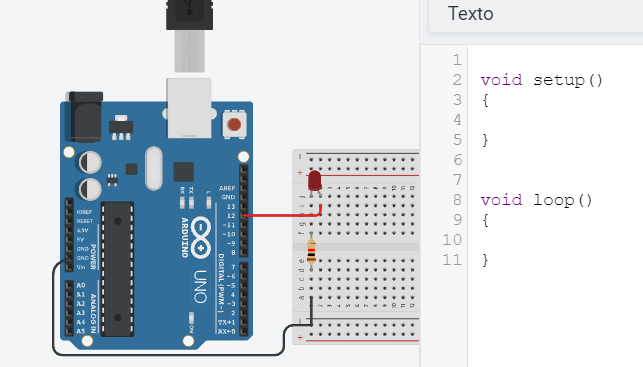 Texto
1
2 void setup()
3 {
4
5 }
6
7
8 void loop()
9 {
10
11 }
AREF
GND
13
12
~11
~10
~9
8
7
~6
~5
4
~3
2
TX→1
RX←0
DIGITAL (PWM~)
IOREF
RESET
3.3V
5V
GND
GND
Vin
POWER
A0
A1
A2
A3
A4
A5
ANALOG IN
RX
TX
L
ARDUINO
UNO
ON